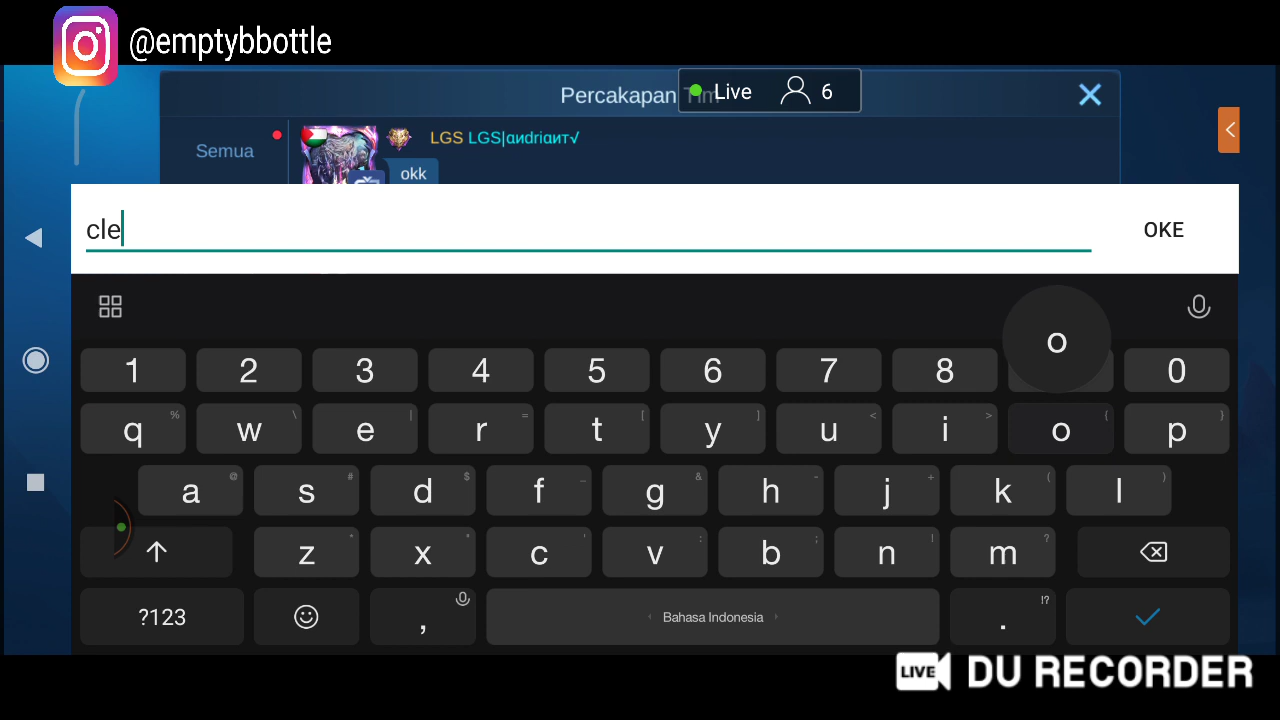 @emptybbottle
Percakapan Tim
Live 6
Semua
LGS LGS|αиdriαит√
okk
cle
OKE
o
1 2 3 4 5 6 7 8 0
% \ | = [ ] < > { }
q w e r t y u i o p
@ # $ _ & - + ( )
a s d f g h j k l
* " ' : ; ! ?
z x c v b n m
?123 , Bahasa Indonesia . !?
LIVE DU RECORDER